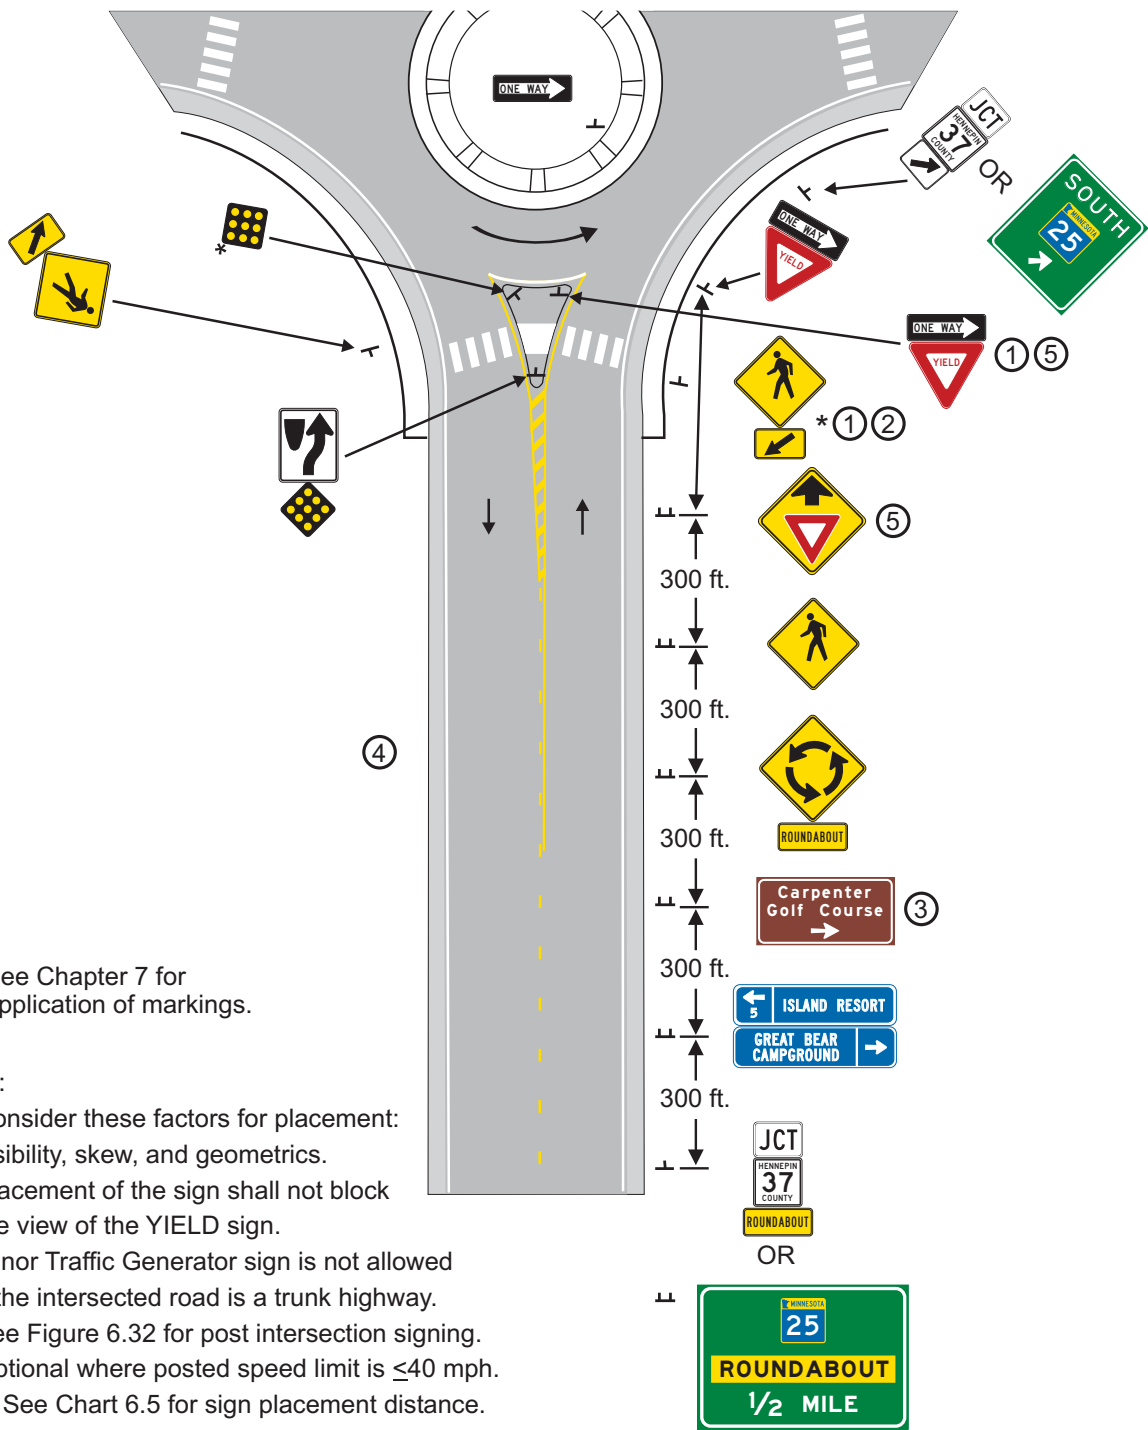 ONE WAY
JCT
HENNEPIN
37
COUNTY
OR
SOUTH
MINNESOTA
25
ONE WAY
YIELD
*
ONE WAY
YIELD
1 5
* 1 2
5
300 ft.
300 ft.
4
300 ft.
ROUNDABOUT
Carpenter
Golf Course
3
300 ft.
5
ISLAND RESORT
GREAT BEAR
CAMPGROUND
300 ft.
JCT
HENNEPIN
37
COUNTY
ROUNDABOUT
OR
MINNESOTA
25
ROUNDABOUT
1/2 MILE
ee Chapter 7 for
pplication of markings.
:
onsider these factors for placement:
sibility, skew, and geometrics.
acement of the sign shall not block
e view of the YIELD sign.
nor Traffic Generator sign is not allowed
the intersected road is a trunk highway.
ee Figure 6.32 for post intersection signing.
ptional where posted speed limit is ≤40 mph.
See Chart 6.5 for sign placement distance.